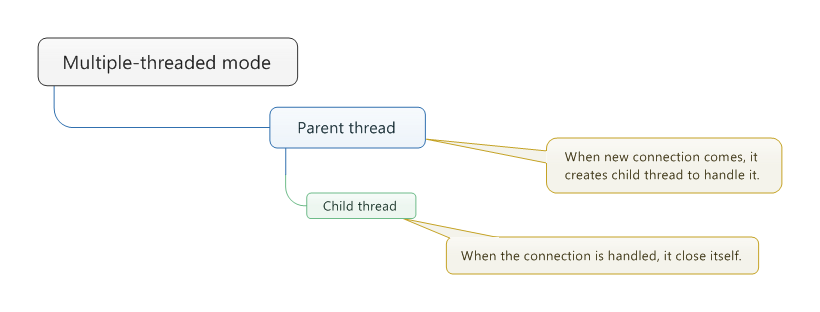 Multiple-threaded mode
Parent thread
When new connection comes, it
creates child thread to handle it.
Child thread
When the connection is handled, it close itself.